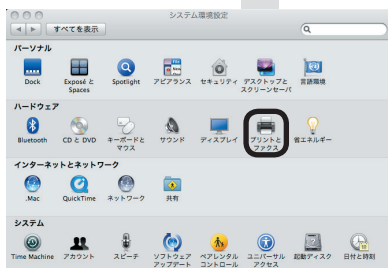 システム環境設定
すべてを表示
パーソナル
Dock Exposé と Spaces Spotlight アピアランス セキュリティ デスクトップと スクリーンセーバ 言語環境
ハードウェア
Bluetooth CD と DVD キーボードと マウス サウンド ディスプレイ プリントと ファクス 省エネルギー
インターネットとネットワーク
.Mac QuickTime ネットワーク 共有
システム
Time Machine アカウント スピーチ ソフトウェア アップデート ペアレンタル コントロール ユニバーサル アクセス 起動ディスク 日付と時刻